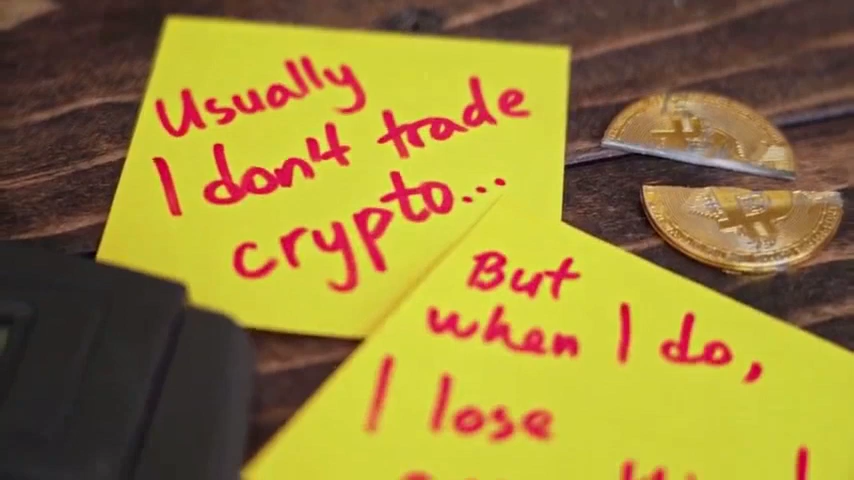 Usually
I don't trade
crypto...
But
when I do,
I lose